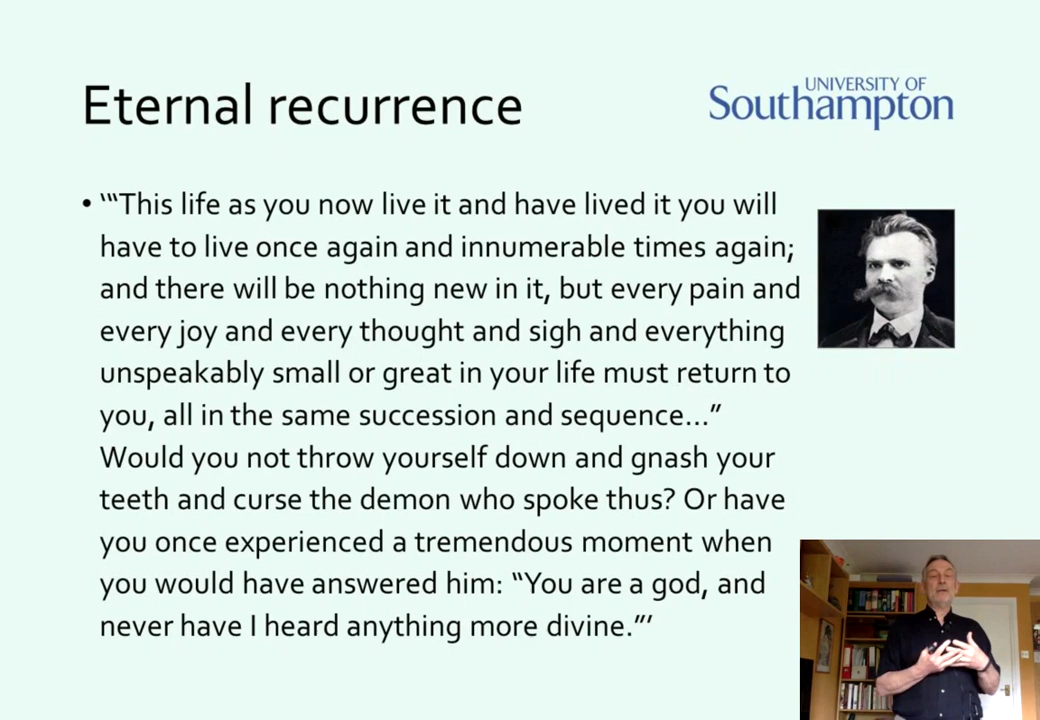 Eternal recurrence
UNIVERSITY OF
Southampton
• ‘“This life as you now live it and have lived it you will
have to live once again and innumerable times again;
and there will be nothing new in it, but every pain and
every joy and every thought and sigh and everything
unspeakably small or great in your life must return to
you, all in the same succession and sequence…”
Would you not throw yourself down and gnash your
teeth and curse the demon who spoke thus? Or have
you once experienced a tremendous moment when
you would have answered him: “You are a god, and
never have I heard anything more divine.”’